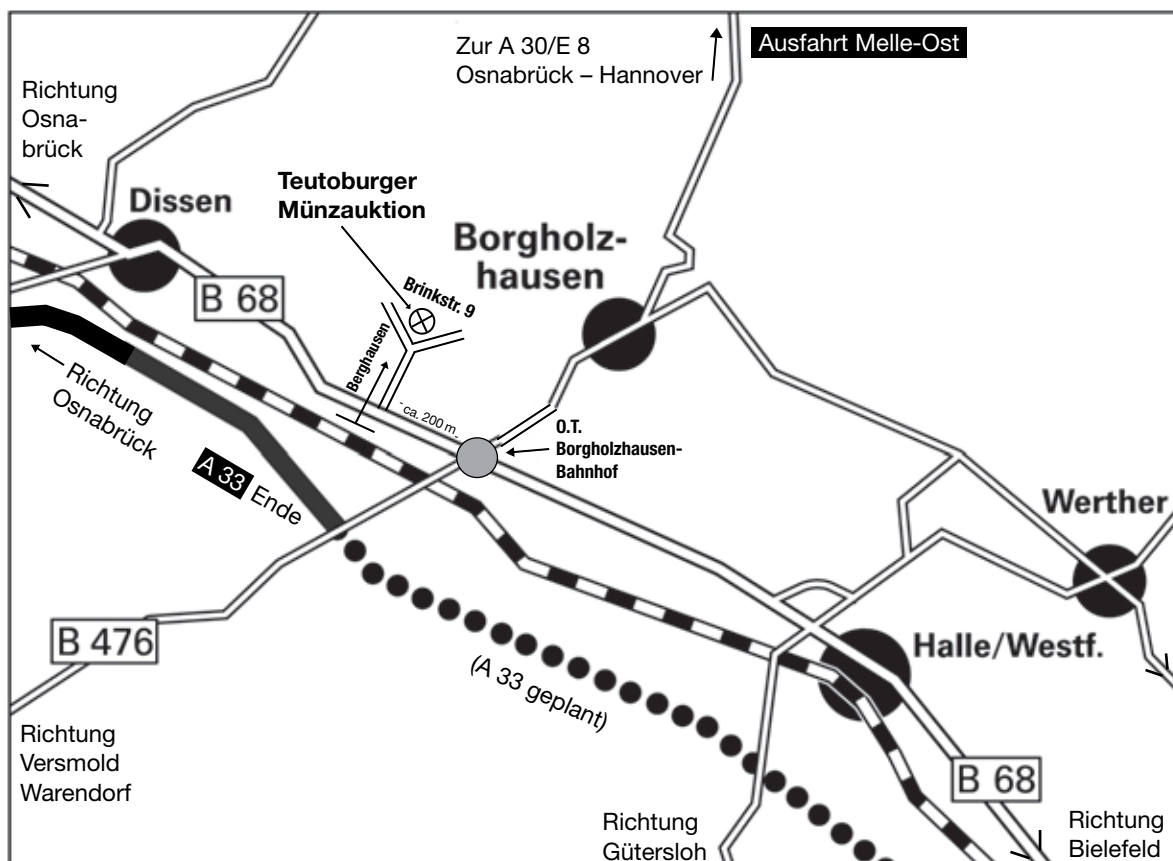 Zur A 30/E 8
Osnabrück – Hannover
Ausfahrt Melle-Ost
Richtung
Osna-
brück
Dissen
Teutoburger
Münzauktion
Borgholz-
hausen
B 68
Brinkstr. 9
Berghausen
- ca. 200 m -
Richtung
Osnabrück
O.T.
Borgholzhausen-
Bahnhof
A 33 Ende
Werther
B 476
Halle/Westf.
(A 33 geplant)
Richtung
Versmold
Warendorf
B 68
Richtung
Gütersloh
Richtung
Bielefeld